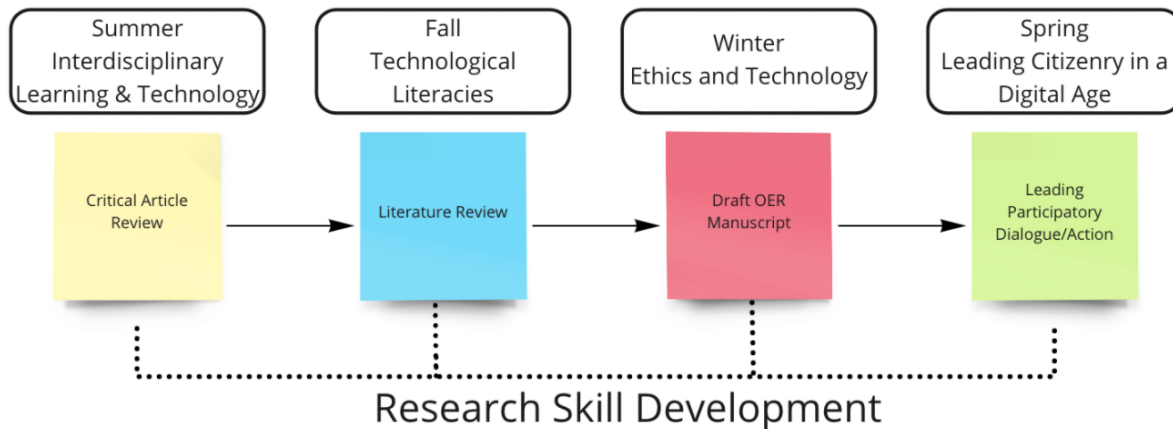 Summer
Interdisciplinary
Learning & Technology
Fall
Technological
Literacies
Winter
Ethics and Technology
Spring
Leading Citizenry in a
Digital Age
Critical Article
Review
Literature Review
Draft OER
Manuscript
Leading
Participatory
Dialogue/Action
Research Skill Development